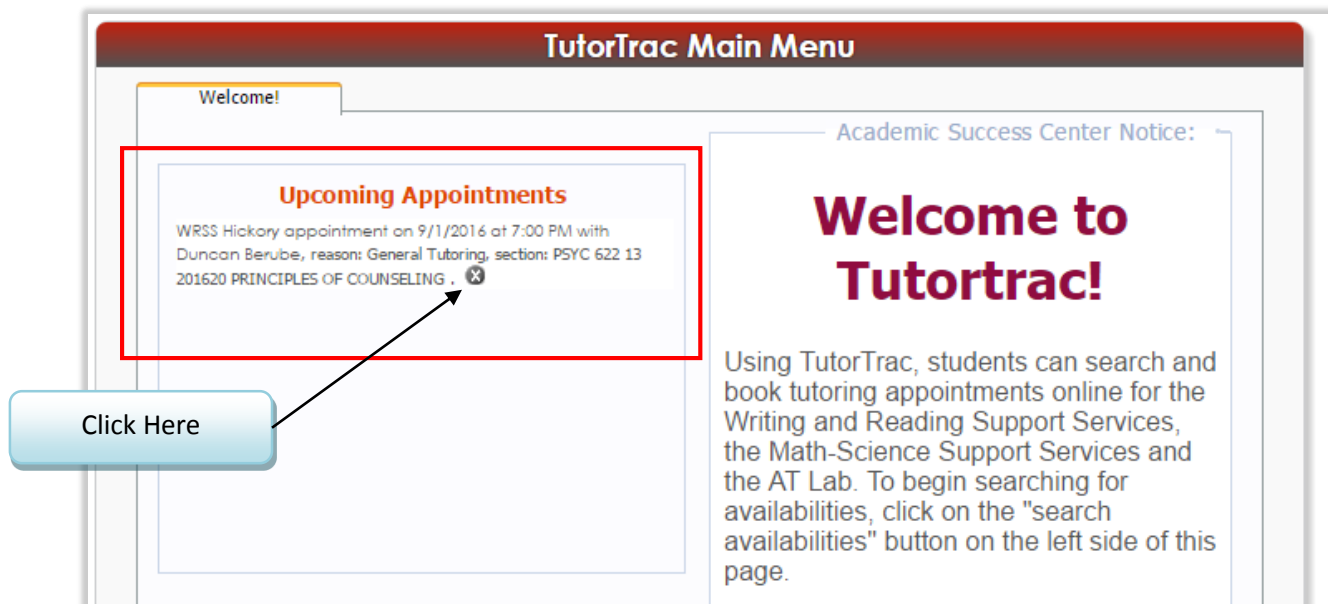 TutorTrac Main Menu
Welcome!
Upcoming Appointments
WRSS Hickory appointment on 9/1/2016 at 7:00 PM with
Duncan Berube, reason: General Tutoring, section: PSYC 622 13
201620 PRINCIPLES OF COUNSELING .
Click Here
Academic Success Center Notice:
Welcome to
Tutortrac!
Using TutorTrac, students can search and
book tutoring appointments online for the
Writing and Reading Support Services,
the Math-Science Support Services and
the AT Lab. To begin searching for
availabilities, click on the "search
availabilities" button on the left side of this
page.